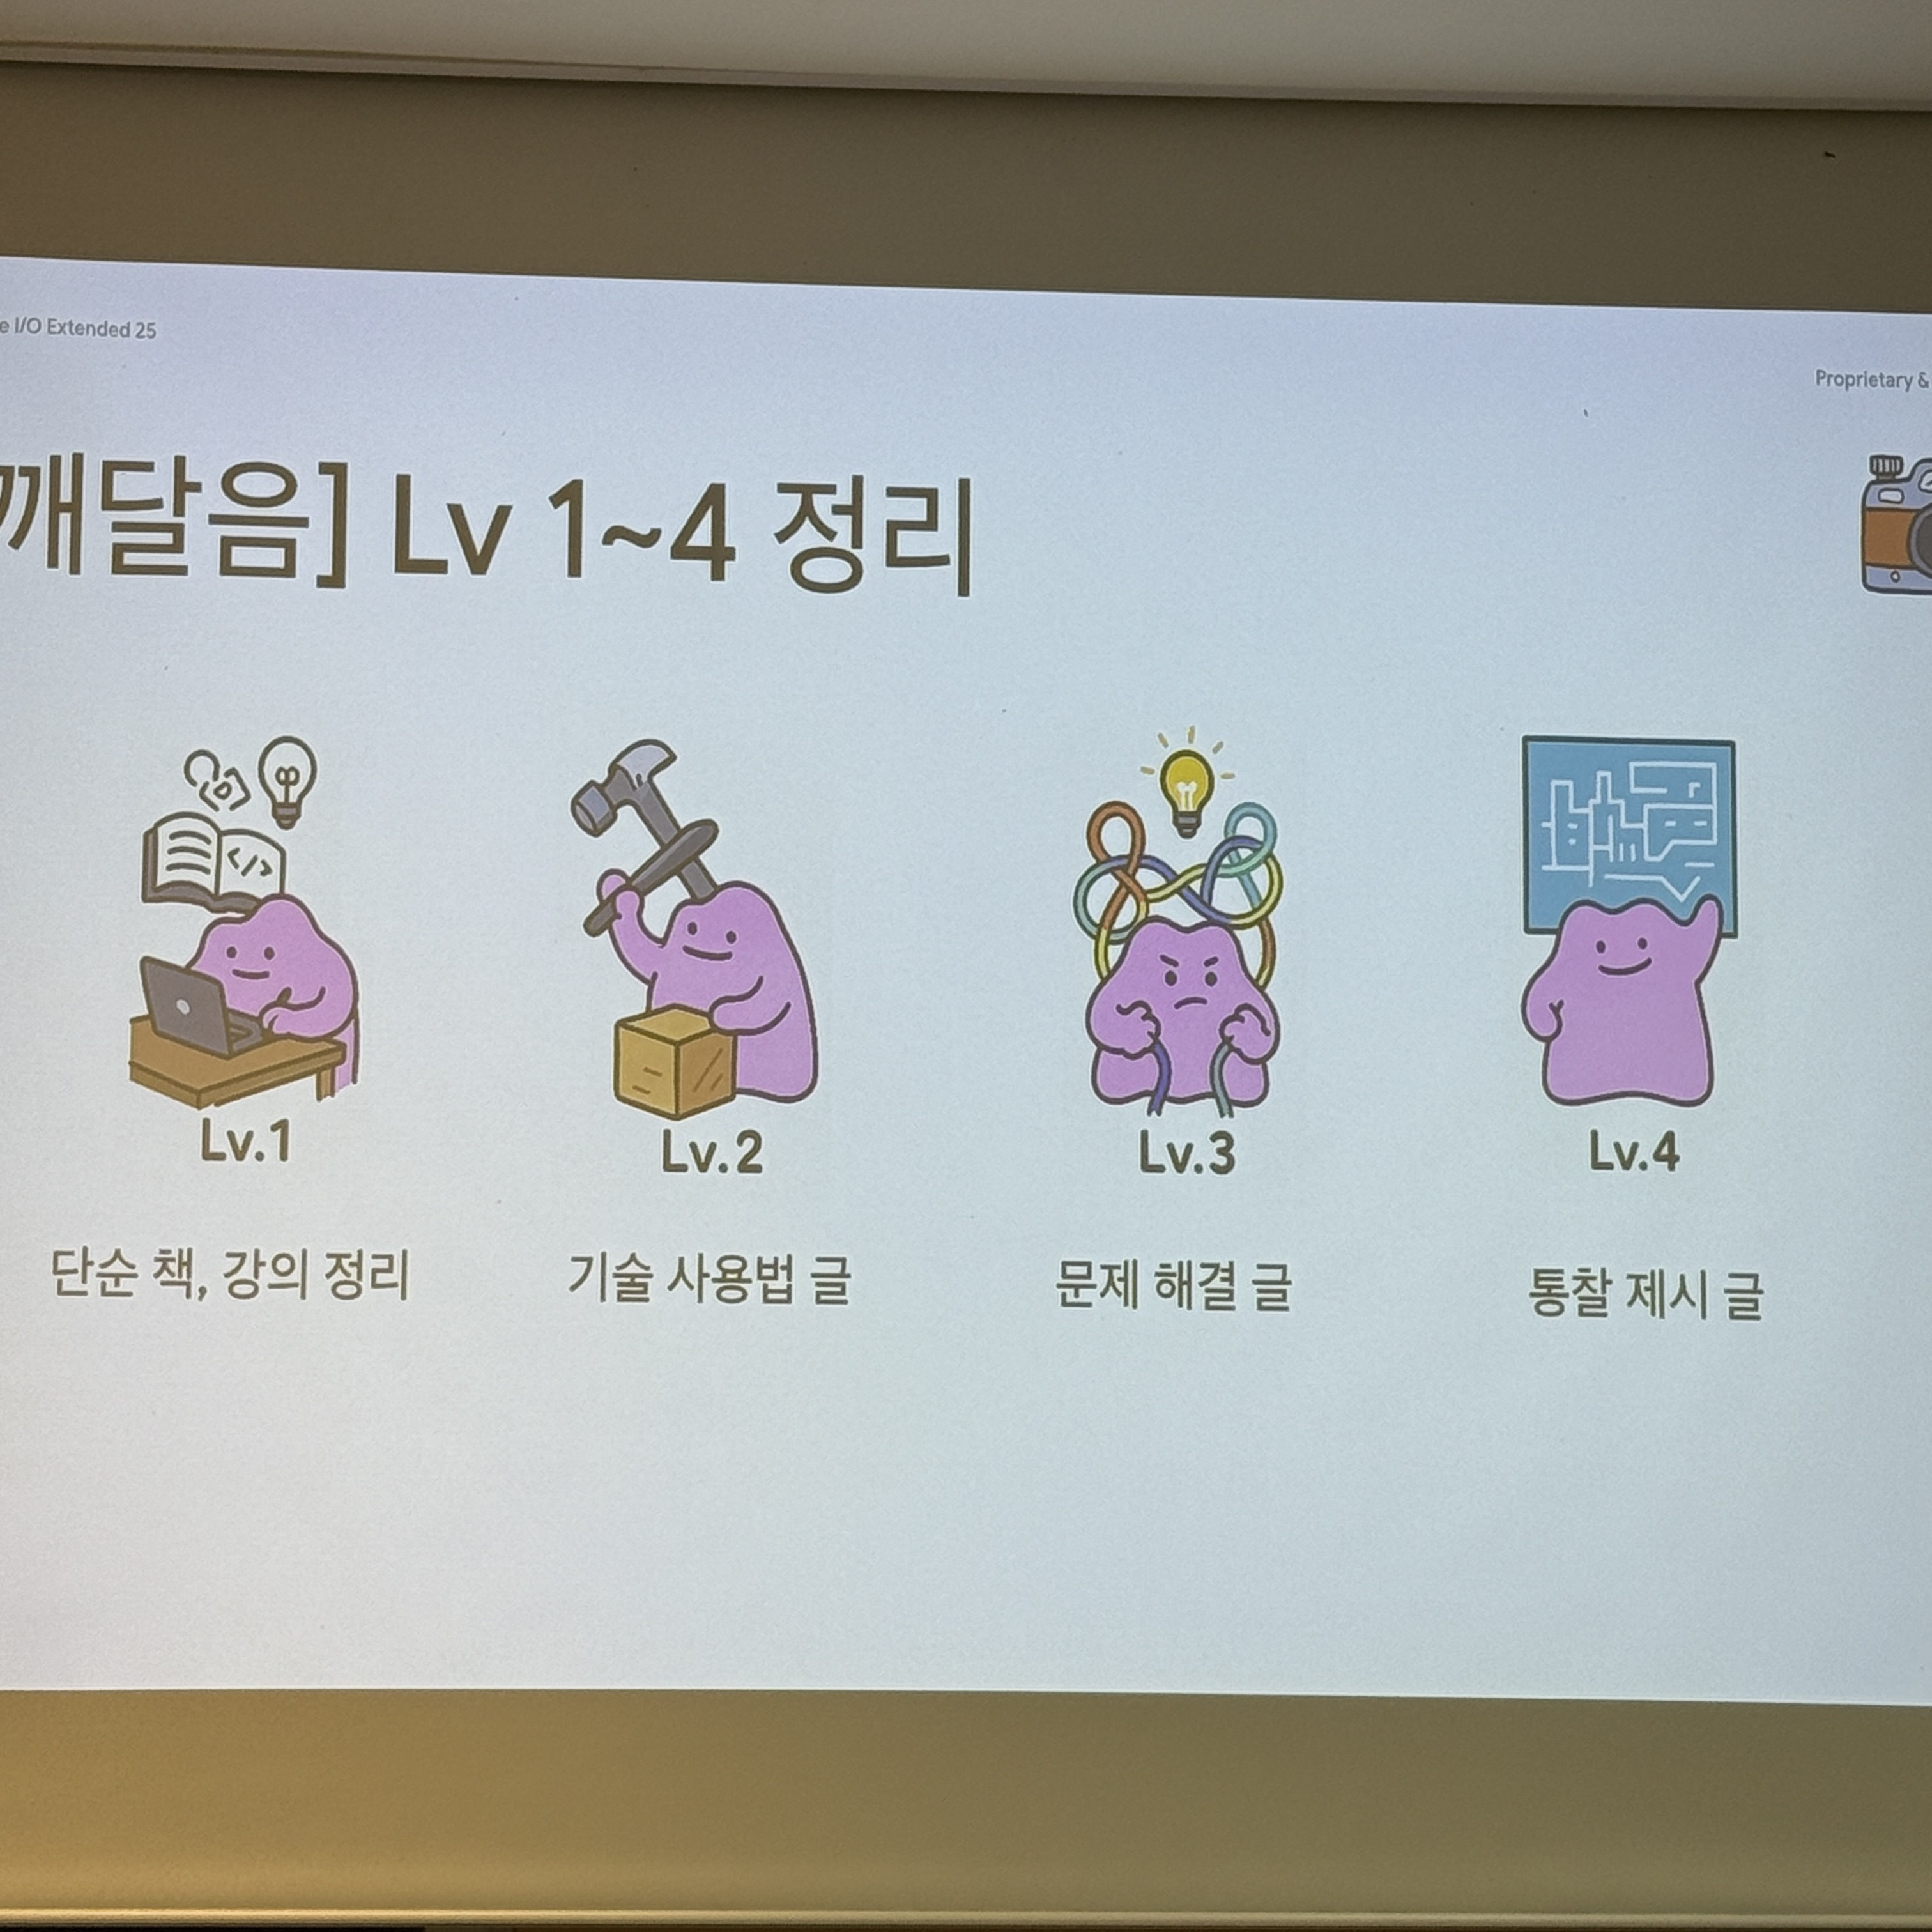 e I/O Extended 25
Proprietary &
깨달음] Lv 1~4 정리
</>
Lv.1
Lv.2
Lv.3
Lv.4
단순 책, 강의 정리
기술 사용법 글
문제 해결 글
통찰 제시 글